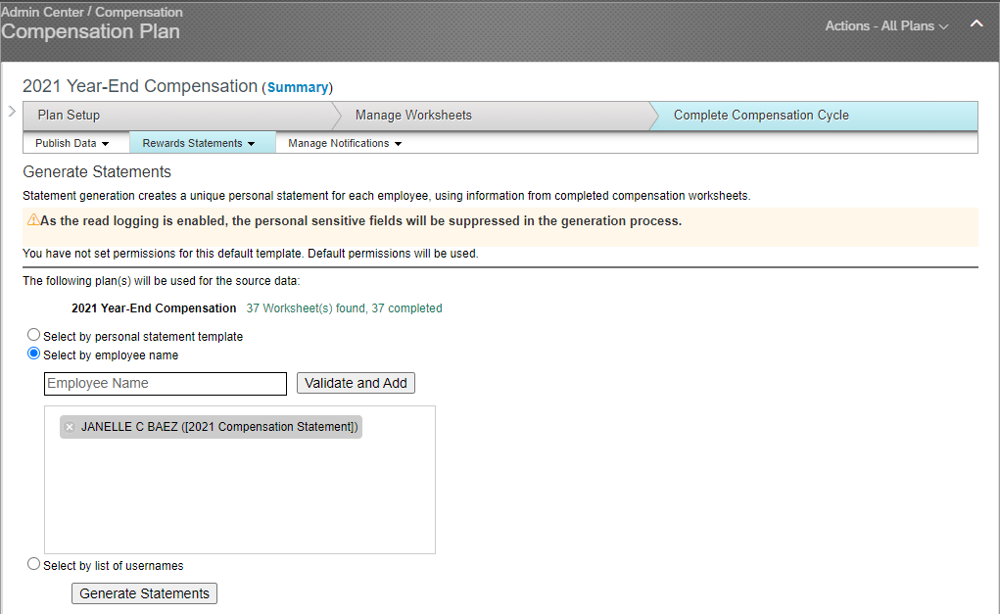 Admin Center / Compensation
Compensation Plan
Actions - All Plans
2021 Year-End Compensation (Summary)
Plan Setup
Manage Worksheets
Complete Compensation Cycle
Publish Data
Rewards Statements
Manage Notifications
Generate Statements
Statement generation creates a unique personal statement for each employee, using information from completed compensation worksheets.
As the read logging is enabled, the personal sensitive fields will be suppressed in the generation process.
You have not set permissions for this default template. Default permissions will be used.
The following plan(s) will be used for the source data:
2021 Year-End Compensation 37 Worksheet(s) found, 37 completed
Select by personal statement template
Select by employee name
Employee Name
Validate and Add
JANELLE C BAEZ ([2021 Compensation Statement])
Select by list of usernames
Generate Statements